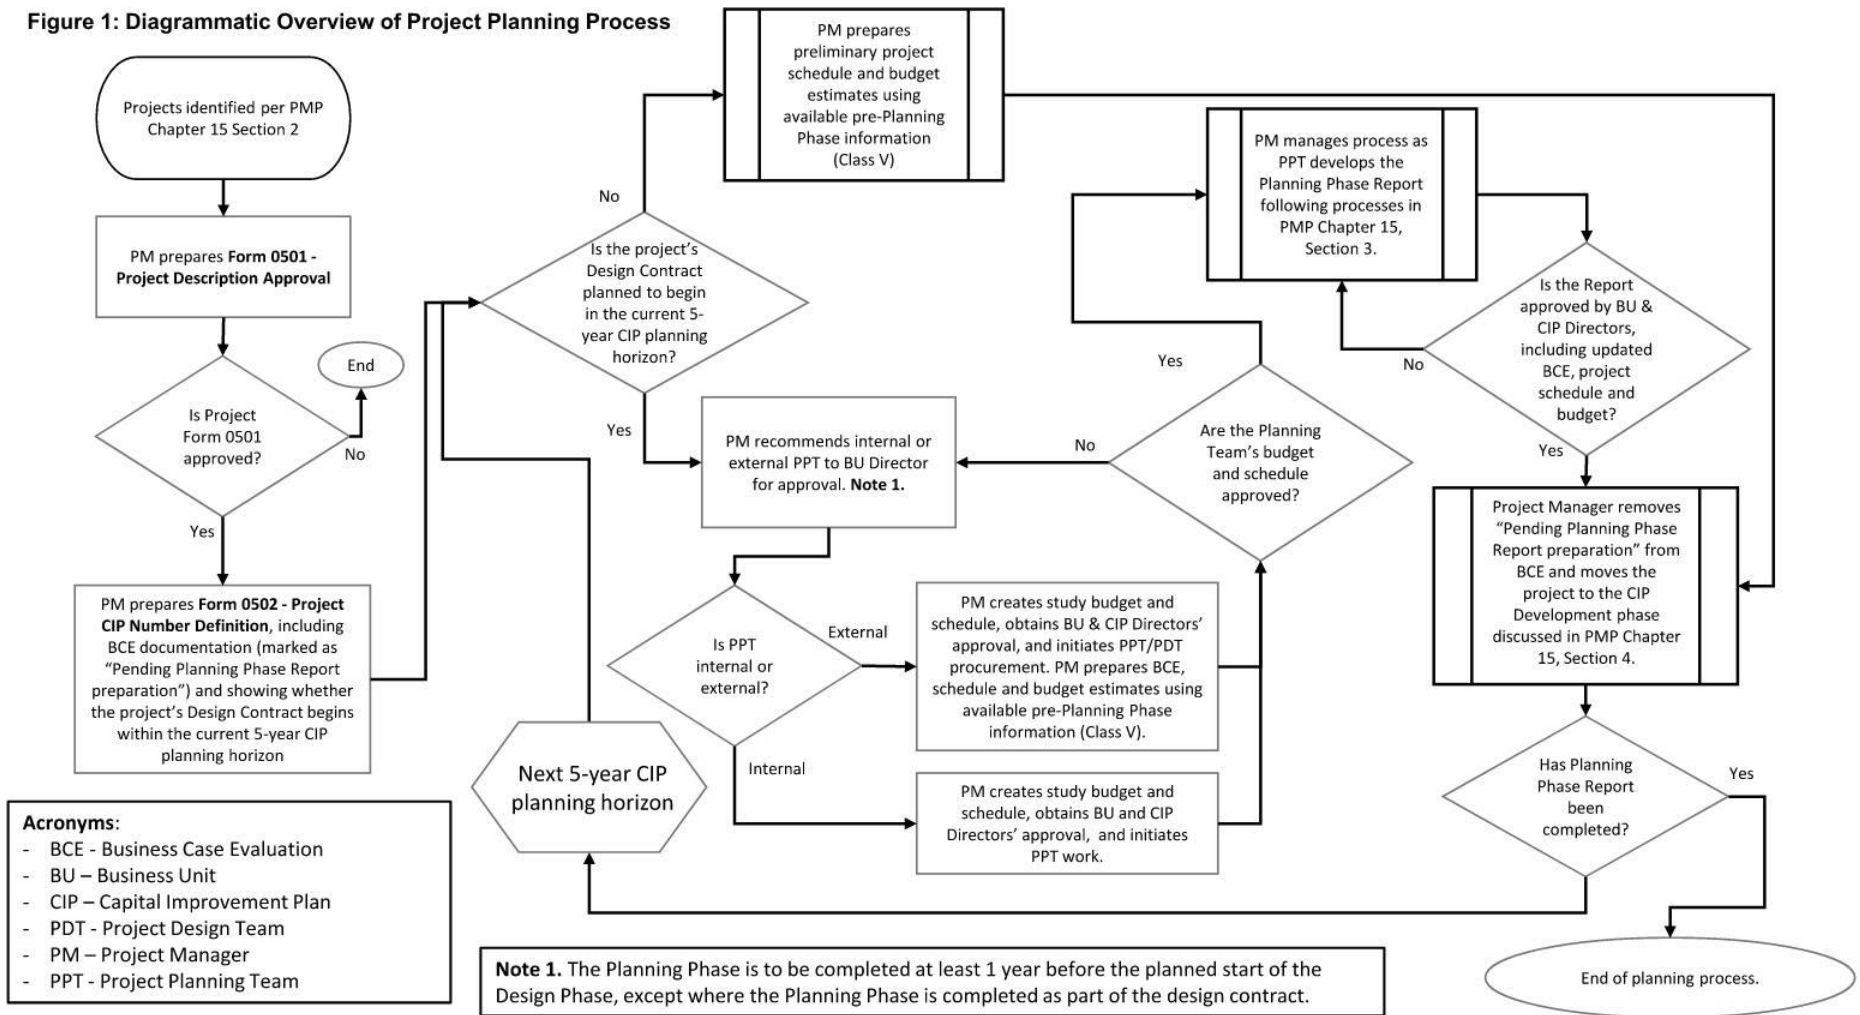 Figure 1: Diagrammatic Overview of Project Planning Process
Projects identified per PMP
Chapter 15 Section 2
PM prepares Form 0501 -
Project Description Approval
Is Project
Form 0501
approved?
No
End
Yes
PM prepares Form 0502 - Project
CIP Number Definition, including
BCE documentation (marked as
“Pending Planning Phase Report
preparation”) and showing whether
the project’s Design Contract begins
within the current 5-year CIP
planning horizon
Is the project’s
Design Contract
planned to begin
in the current 5-
year CIP planning
horizon?
No
PM prepares
preliminary project
schedule and budget
estimates using
available pre-Planning
Phase information
(Class V)
Yes
PM recommends internal or
external PPT to BU Director
for approval. Note 1.
Is PPT
internal or
external?
External
PM creates study budget and
schedule, obtains BU & CIP Directors’
approval, and initiates PPT/PDT
procurement. PM prepares BCE,
schedule and budget estimates using
available pre-Planning Phase
information (Class V).
Internal
PM creates study budget and
schedule, obtains BU and CIP
Directors’ approval, and initiates
PPT work.
Are the Planning
Team’s budget
and schedule
approved?
No
Yes
PM manages process as
PPT develops the
Planning Phase Report
following processes in
PMP Chapter 15,
Section 3.
Is the Report
approved by BU &
CIP Directors,
including updated
BCE, project
schedule and
budget?
No
Yes
Project Manager removes
“Pending Planning Phase
Report preparation” from
BCE and moves the
project to the CIP
Development phase
discussed in PMP Chapter
15, Section 4.
Has Planning
Phase Report
been
completed?
Yes
End of planning process.
Next 5-year CIP
planning horizon
Acronyms:
- BCE - Business Case Evaluation
- BU – Business Unit
- CIP – Capital Improvement Plan
- PDT - Project Design Team
- PM – Project Manager
- PPT - Project Planning Team
Note 1. The Planning Phase is to be completed at least 1 year before the planned start of the
Design Phase, except where the Planning Phase is completed as part of the design contract.